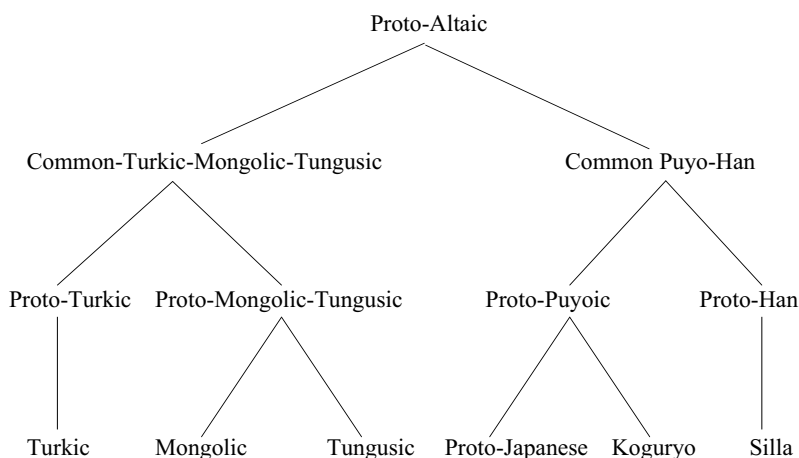 Proto-Altaic
Common-Turkic-Mongolic-Tungusic Common Puyo-Han
Proto-Turkic Proto-Mongolic-Tungusic Proto-Puyoic Proto-Han
Turkic Mongolic Tungusic Proto-Japanese Koguryo Silla